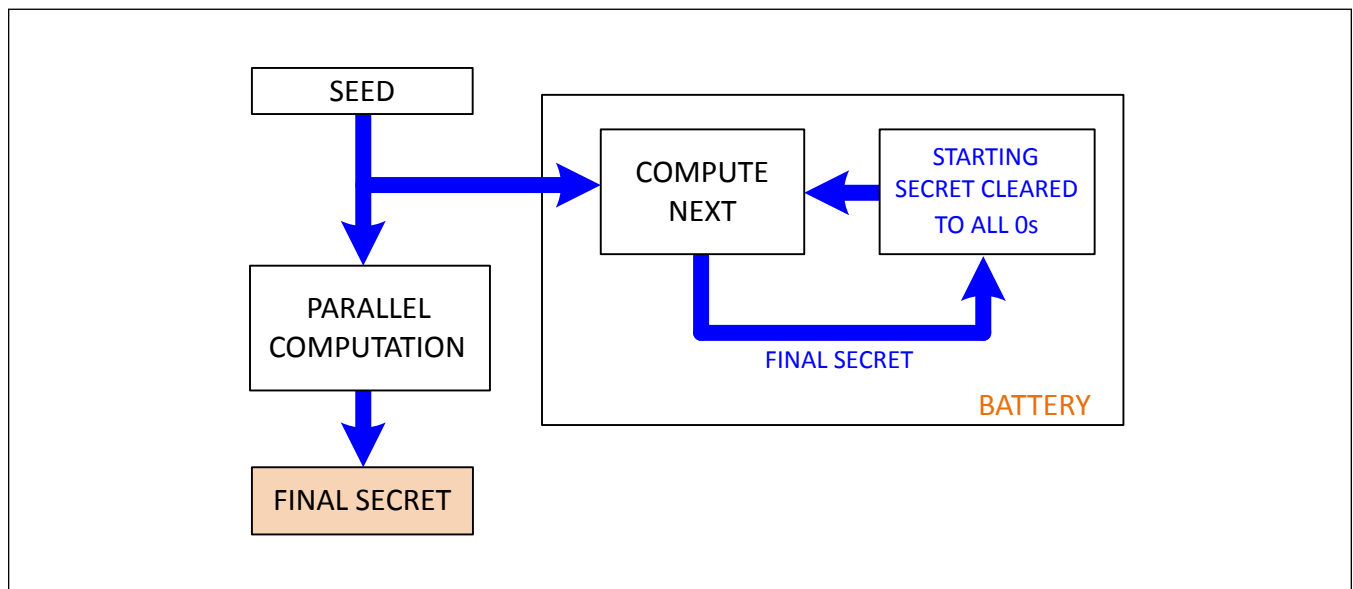 SEED
COMPUTE
NEXT
STARTING
SECRET CLEARED
TO ALL 0s
PARALLEL
COMPUTATION
FINAL SECRET
BATTERY
FINAL SECRET